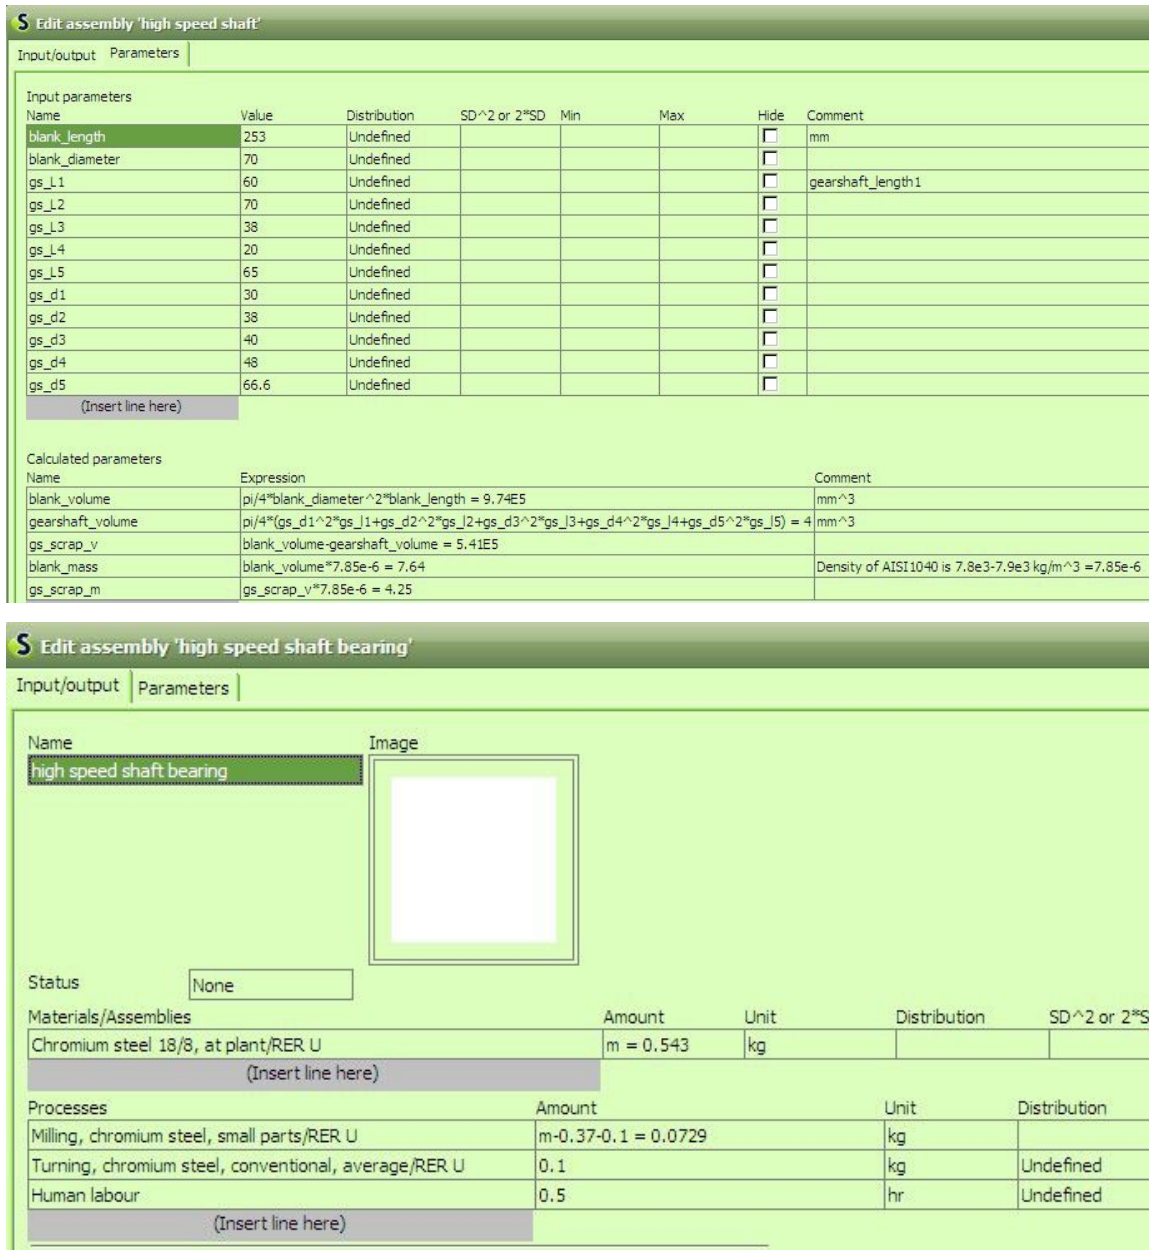 S Edit assembly 'high speed shaft'
Input/output Parameters
Input parameters
Name Value Distribution SD^2 or 2*SD Min Max Hide Comment
blank_length 253 Undefined mm
blank_diameter 70 Undefined
gs_L1 60 Undefined gearshaft_length1
gs_L2 70 Undefined
gs_L3 38 Undefined
gs_L4 20 Undefined
gs_L5 65 Undefined
gs_d1 30 Undefined
gs_d2 38 Undefined
gs_d3 40 Undefined
gs_d4 48 Undefined
gs_d5 66.6 Undefined
(Insert line here)
Calculated parameters
Name Expression Comment
blank_volume pi/4*blank_diameter^2*blank_length = 9.74E5 mm^3
gearshaft_volume pi/4*(gs_d1^2*gs_l1+gs_d2^2*gs_l2+gs_d3^2*gs_l3+gs_d4^2*gs_l4+gs_d5^2*gs_l5) = 4 mm^3
gs_scrap_v blank_volume-gearshaft_volume = 5.41E5
blank_mass blank_volume*7.85e-6 = 7.64 Density of AISI1040 is 7.8e3-7.9e3 kg/m^3 =7.85e-6
gs_scrap_m gs_scrap_v*7.85e-6 = 4.25
S Edit assembly 'high speed shaft bearing'
Input/output Parameters
Name Image
high speed shaft bearing
Status None
Materials/Assemblies Amount Unit Distribution SD^2 or 2*S
Chromium steel 18/8, at plant/RER U m = 0.543 kg
(Insert line here)
Processes Amount Unit Distribution
Milling, chromium steel, small parts/RER U m-0.37-0.1 = 0.0729 kg
Turning, chromium steel, conventional, average/RER U 0.1 kg Undefined
Human labour 0.5 hr Undefined
(Insert line here)